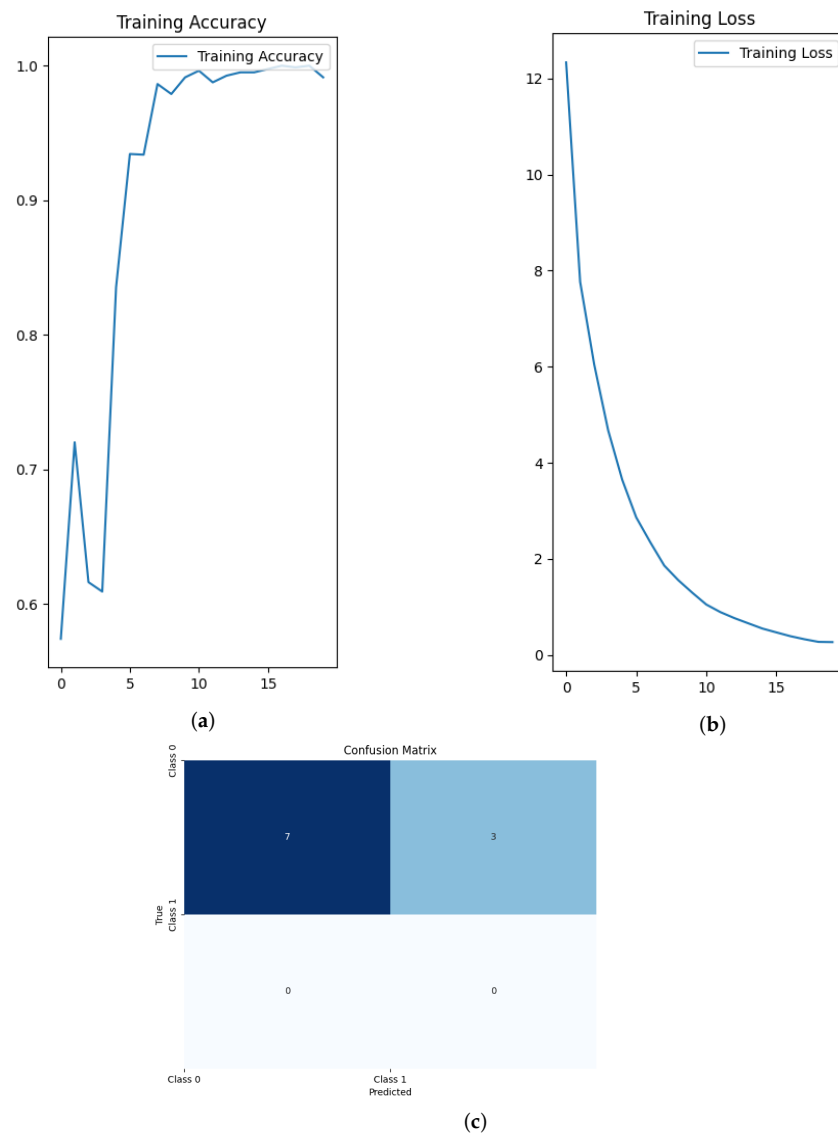 Training Accuracy
Training Accuracy
1.0
0.9
0.8
0.7
0.6
0 5 10 15
(a)
Training Loss
Training Loss
12
10
8
6
4
2
0
0 5 10 15
(b)
Confusion Matrix
Class 0
7 3
True
Class 1
0 0
Class 0 Class 1
Predicted
(c)